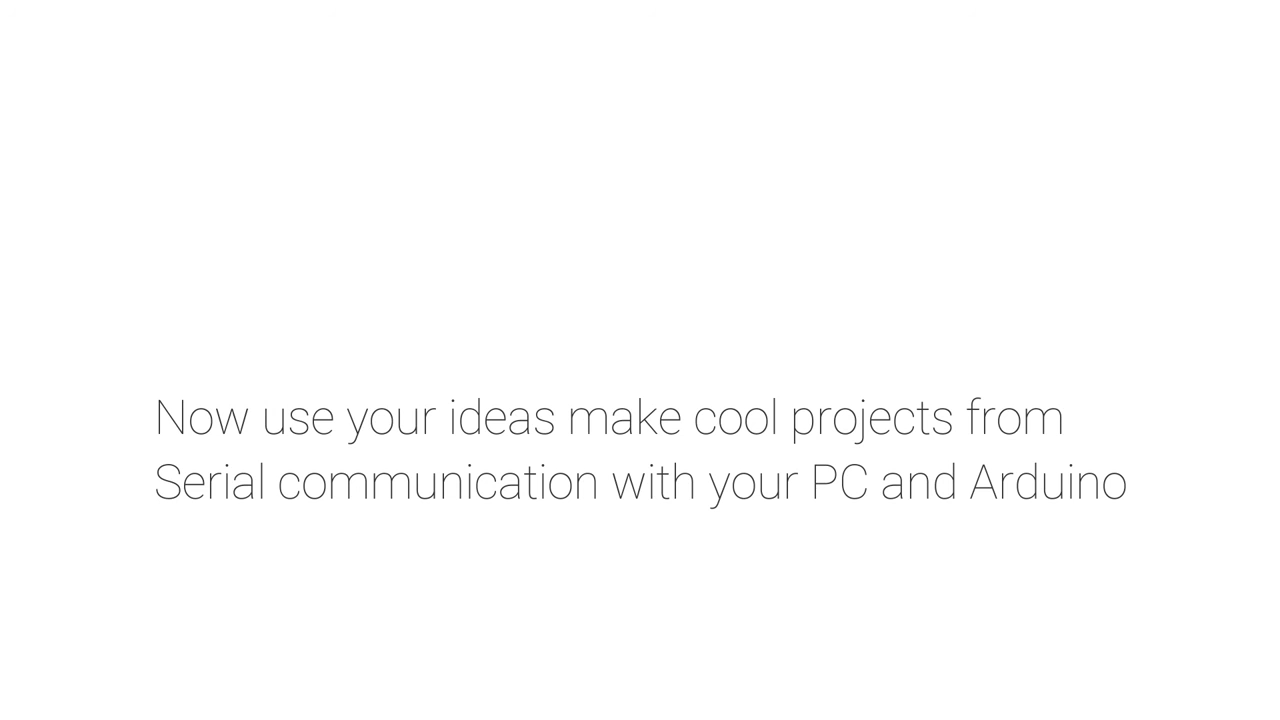 Now use your ideas make cool projects from
Serial communication with your PC and Arduino